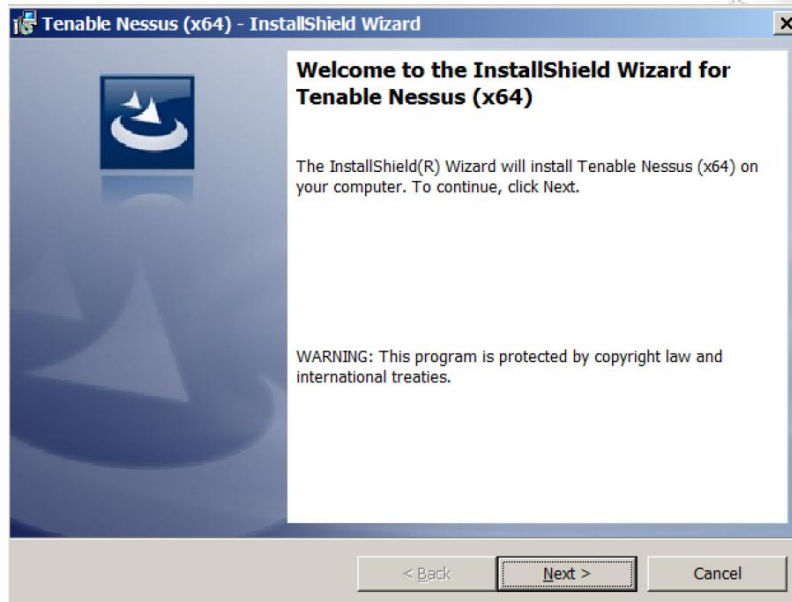 Tenable Nessus (x64) - InstallShield Wizard
Welcome to the InstallShield Wizard for
Tenable Nessus (x64)
The InstallShield(R) Wizard will install Tenable Nessus (x64) on
your computer. To continue, click Next.
WARNING: This program is protected by copyright law and
international treaties.
< Back Next > Cancel